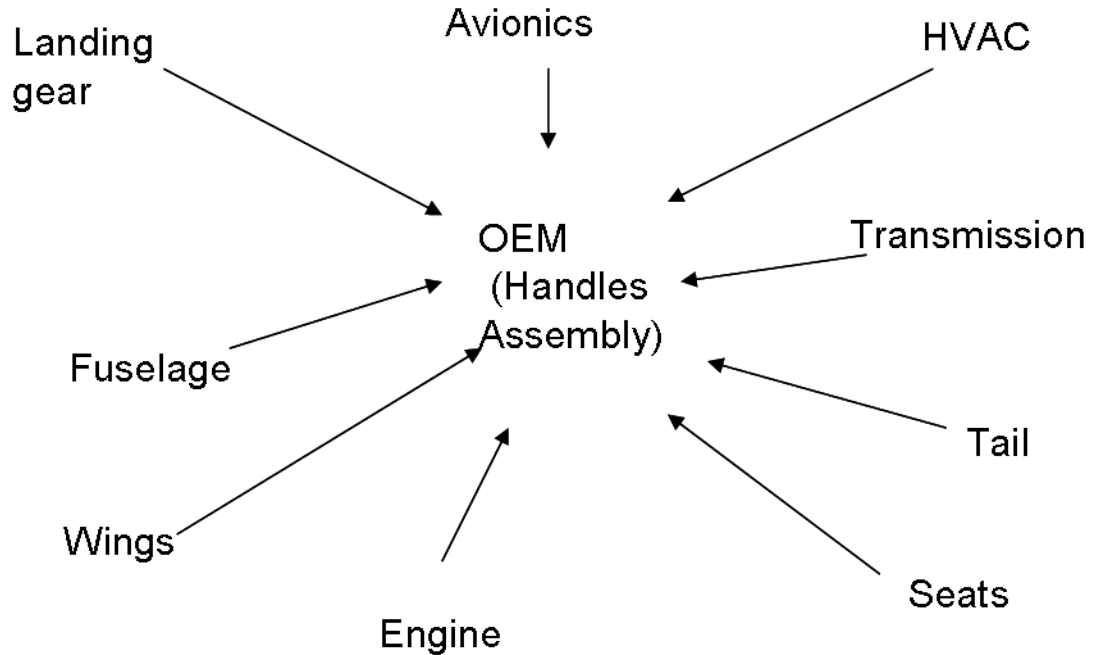 Landing
gear
Avionics
HVAC
OEM
(Handles
Assembly)
Transmission
Fuselage
Tail
Wings
Seats
Engine